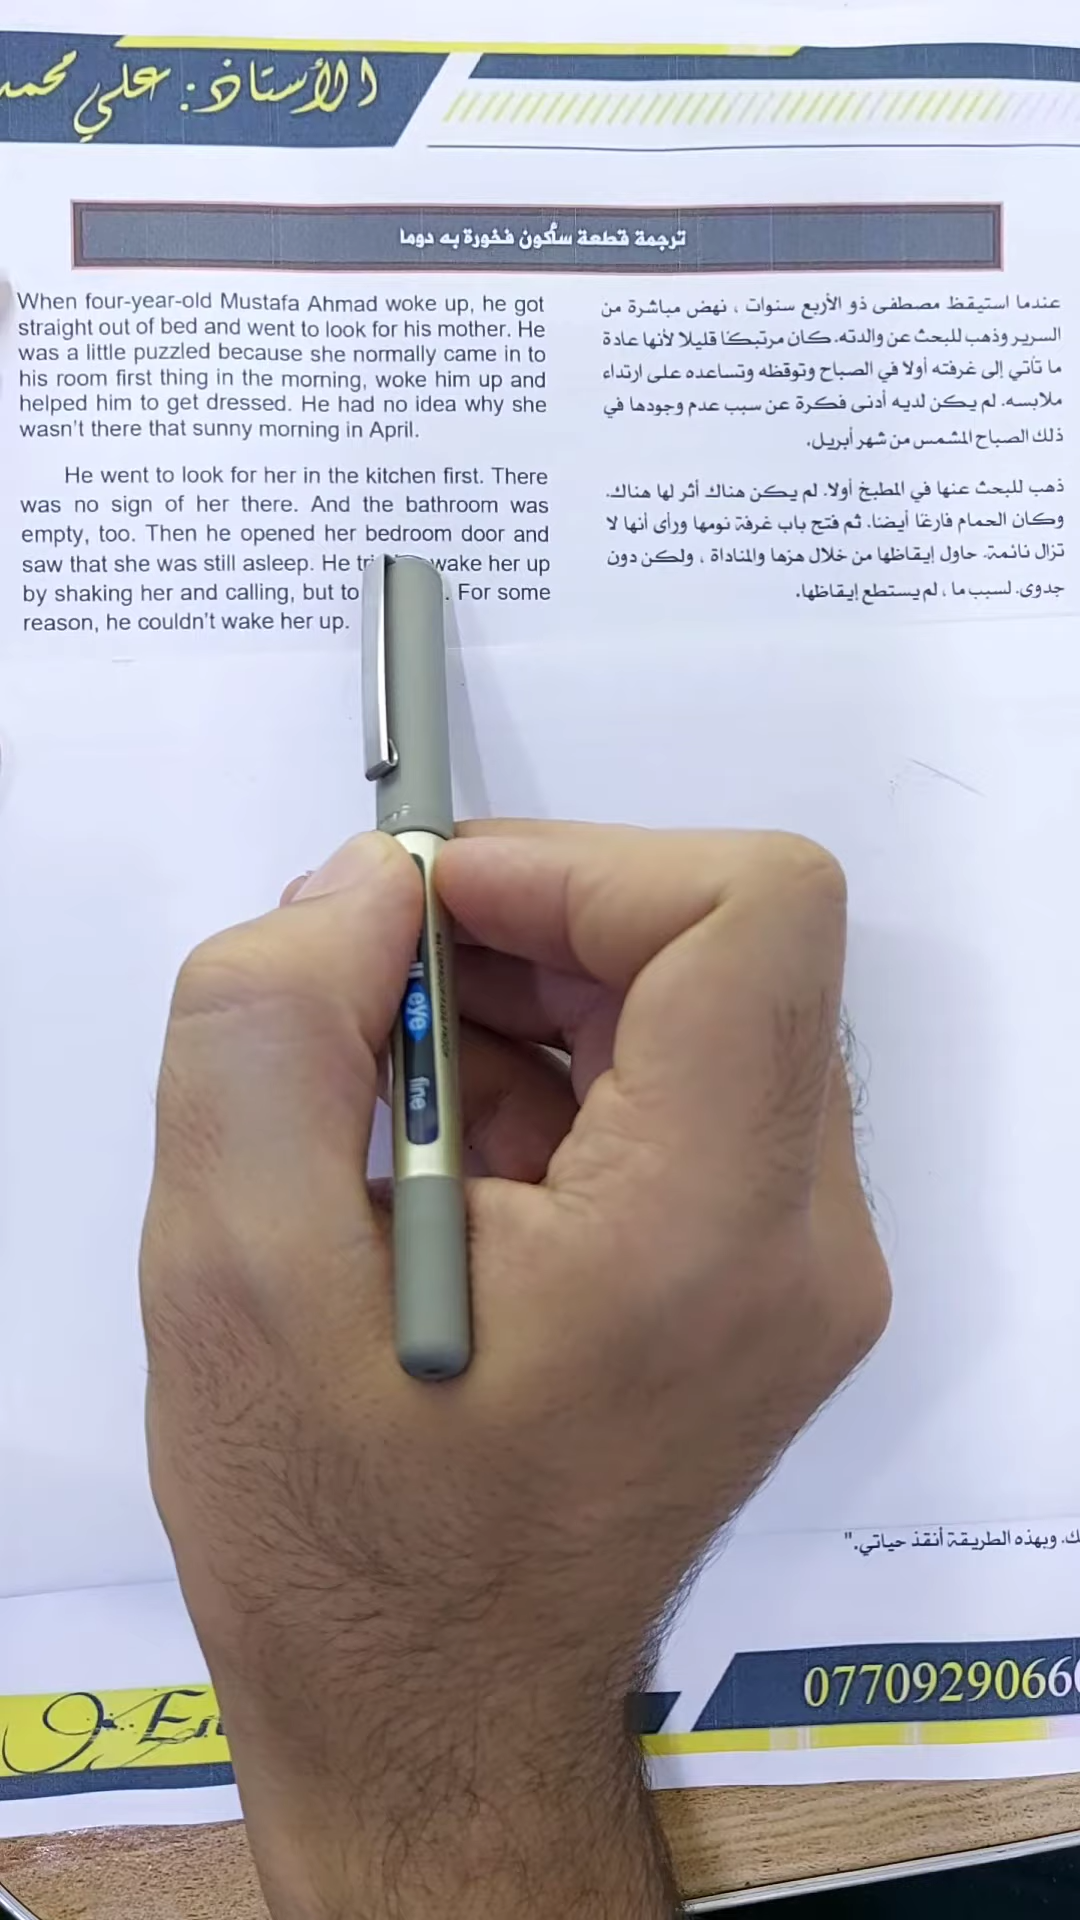 الأستاذ: علي محمد
ترجمة قطعة سأكون فخورة به دوما
When four-year-old Mustafa Ahmad woke up, he got
straight out of bed and went to look for his mother. He
was a little puzzled because she normally came in to
his room first thing in the morning, woke him up and
helped him to get dressed. He had no idea why she
wasn't there that sunny morning in April.
He went to look for her in the kitchen first. There
was no sign of her there. And the bathroom was
empty, too. Then he opened her bedroom door and
saw that she was still asleep. He wake her up
by shaking her and calling, but to . For some
reason, he couldn't wake her up.
عندما استيقظ مصطفى ذو الأربع سنوات ، نهض مباشرة من
السرير وذهب للبحث عن والدته. كان مرتبكًا قليلا لأنها عادة
ما تأتي إلى غرفته أولا في الصباح وتوقظه وتساعده على ارتداء
ملابسه. لم يكن لديه أدنى فكرة عن سبب عدم وجودها في
ذلك الصباح المشمس من شهر أبريل.
ذهب للبحث عنها في المطبخ أولا. لم يكن هناك أثر لها هناك.
وكان الحمام فارغًا أيضًا. ثم فتح باب غرفة نومها ورأى أنها لا
تزال نائمة. حاول إيقاظها من خلال هزها والمناداة ، ولكن دون
جدوى. لسبب ما ، لم يستطع إيقاظها.
eye
fine
وبهذه الطريقة أنقذ حياتي."
0770929066